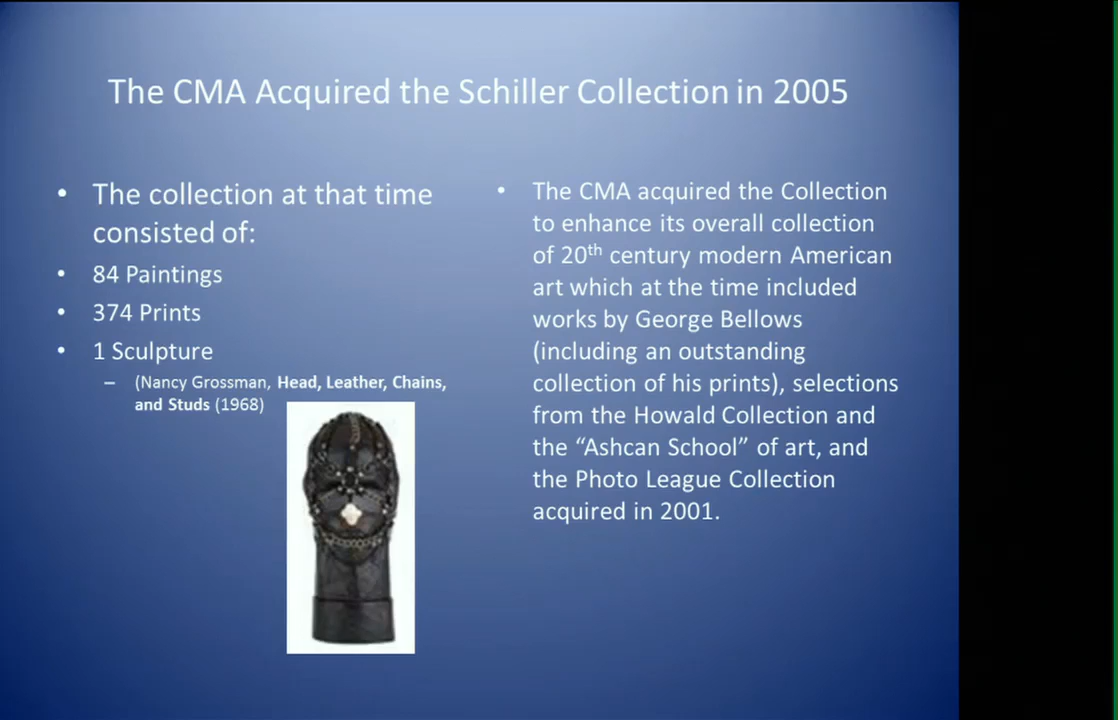 The CMA Acquired the Schiller Collection in 2005
• The collection at that time
consisted of:
• 84 Paintings
• 374 Prints
• 1 Sculpture
– (Nancy Grossman, Head, Leather, Chains,
and Studs (1968)
• The CMA acquired the Collection
to enhance its overall collection
of 20th century modern American
art which at the time included
works by George Bellows
(including an outstanding
collection of his prints), selections
from the Howald Collection and
the “Ashcan School” of art, and
the Photo League Collection
acquired in 2001.